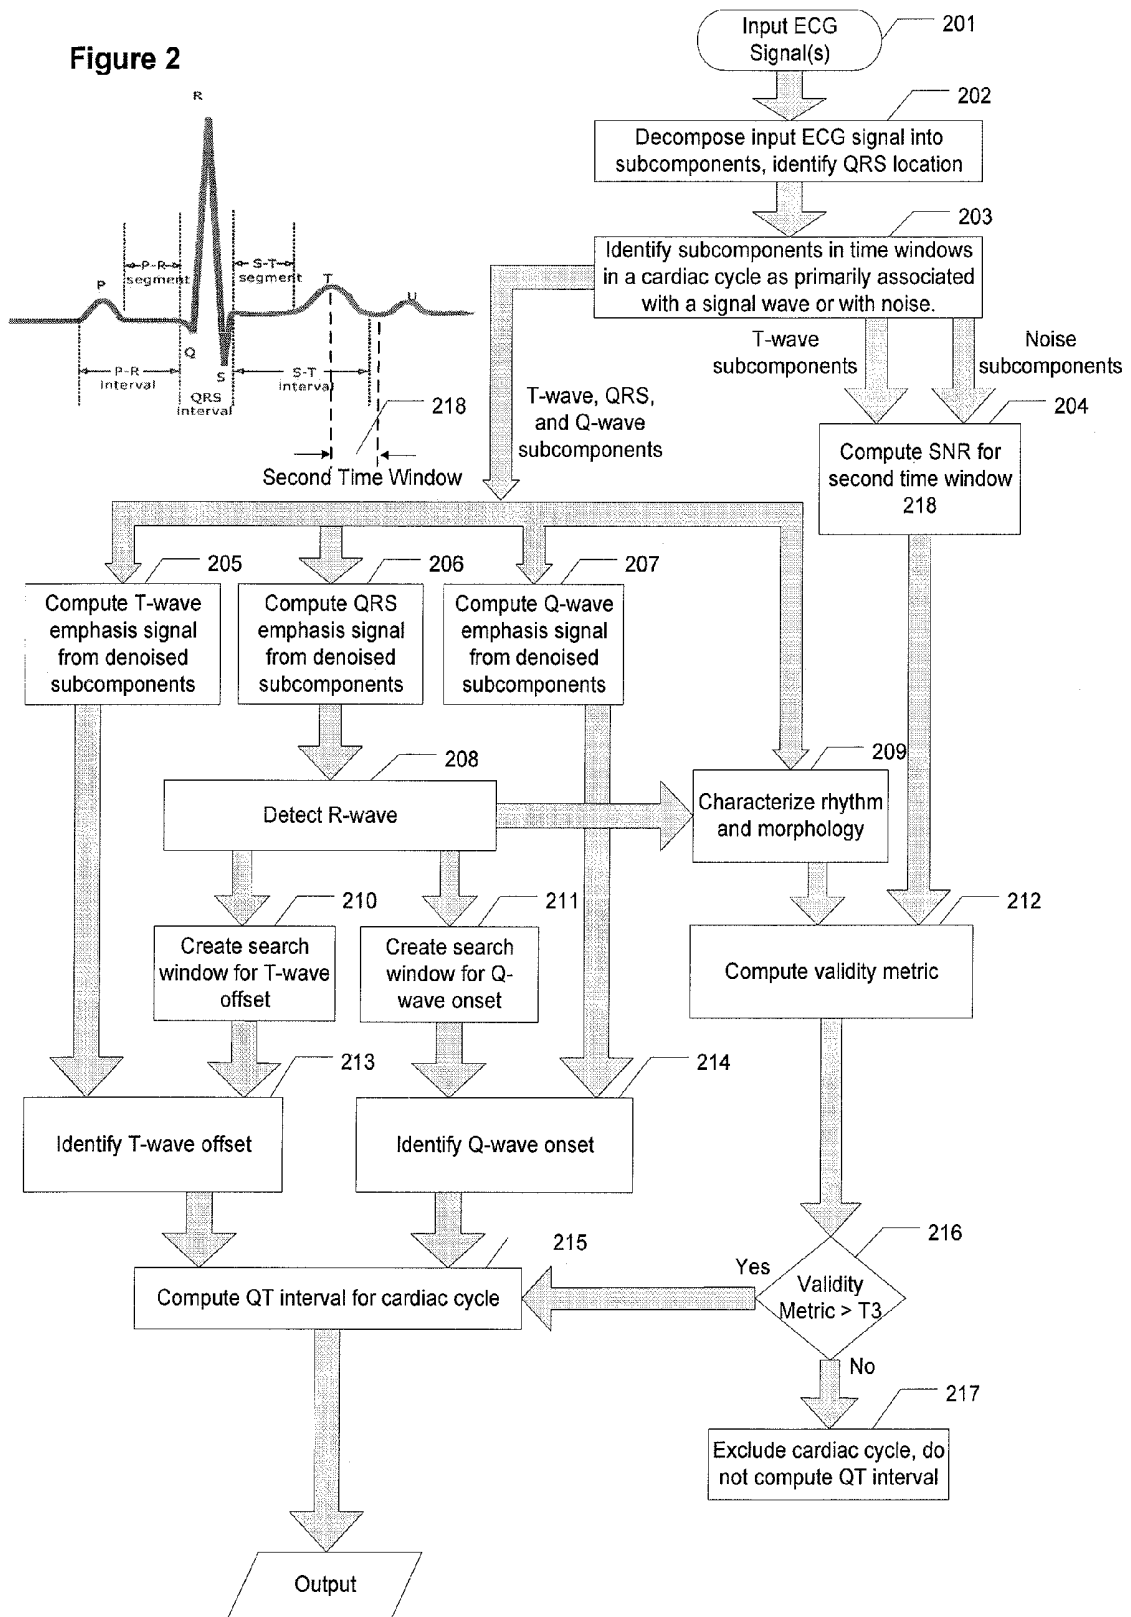 Figure 2
Input ECG
Signal(s)
201
202
Decompose input ECG signal into
subcomponents, identify QRS location
203
Identify subcomponents in time windows
in a cardiac cycle as primarily associated
with a signal wave or with noise.
R
P-R
segment
S-T
segment
P
T
U
Q
S
P-R
interval
QRS
interval
S-T
interval
218
Second Time Window
T-wave, QRS,
and Q-wave
subcomponents
T-wave
subcomponents
Noise
subcomponents
204
Compute SNR for
second time window
218
205
Compute T-wave
emphasis signal
from denoised
subcomponents
206
Compute QRS
emphasis signal
from denoised
subcomponents
207
Compute Q-wave
emphasis signal
from denoised
subcomponents
208
Detect R-wave
209
Characterize rhythm
and morphology
210
Create search
window for T-wave
offset
211
Create search
window for Q-
wave onset
212
Compute validity metric
213
Identify T-wave offset
214
Identify Q-wave onset
215
Compute QT interval for cardiac cycle
216
Validity
Metric > T3
Yes
No
217
Exclude cardiac cycle, do
not compute QT interval
Output